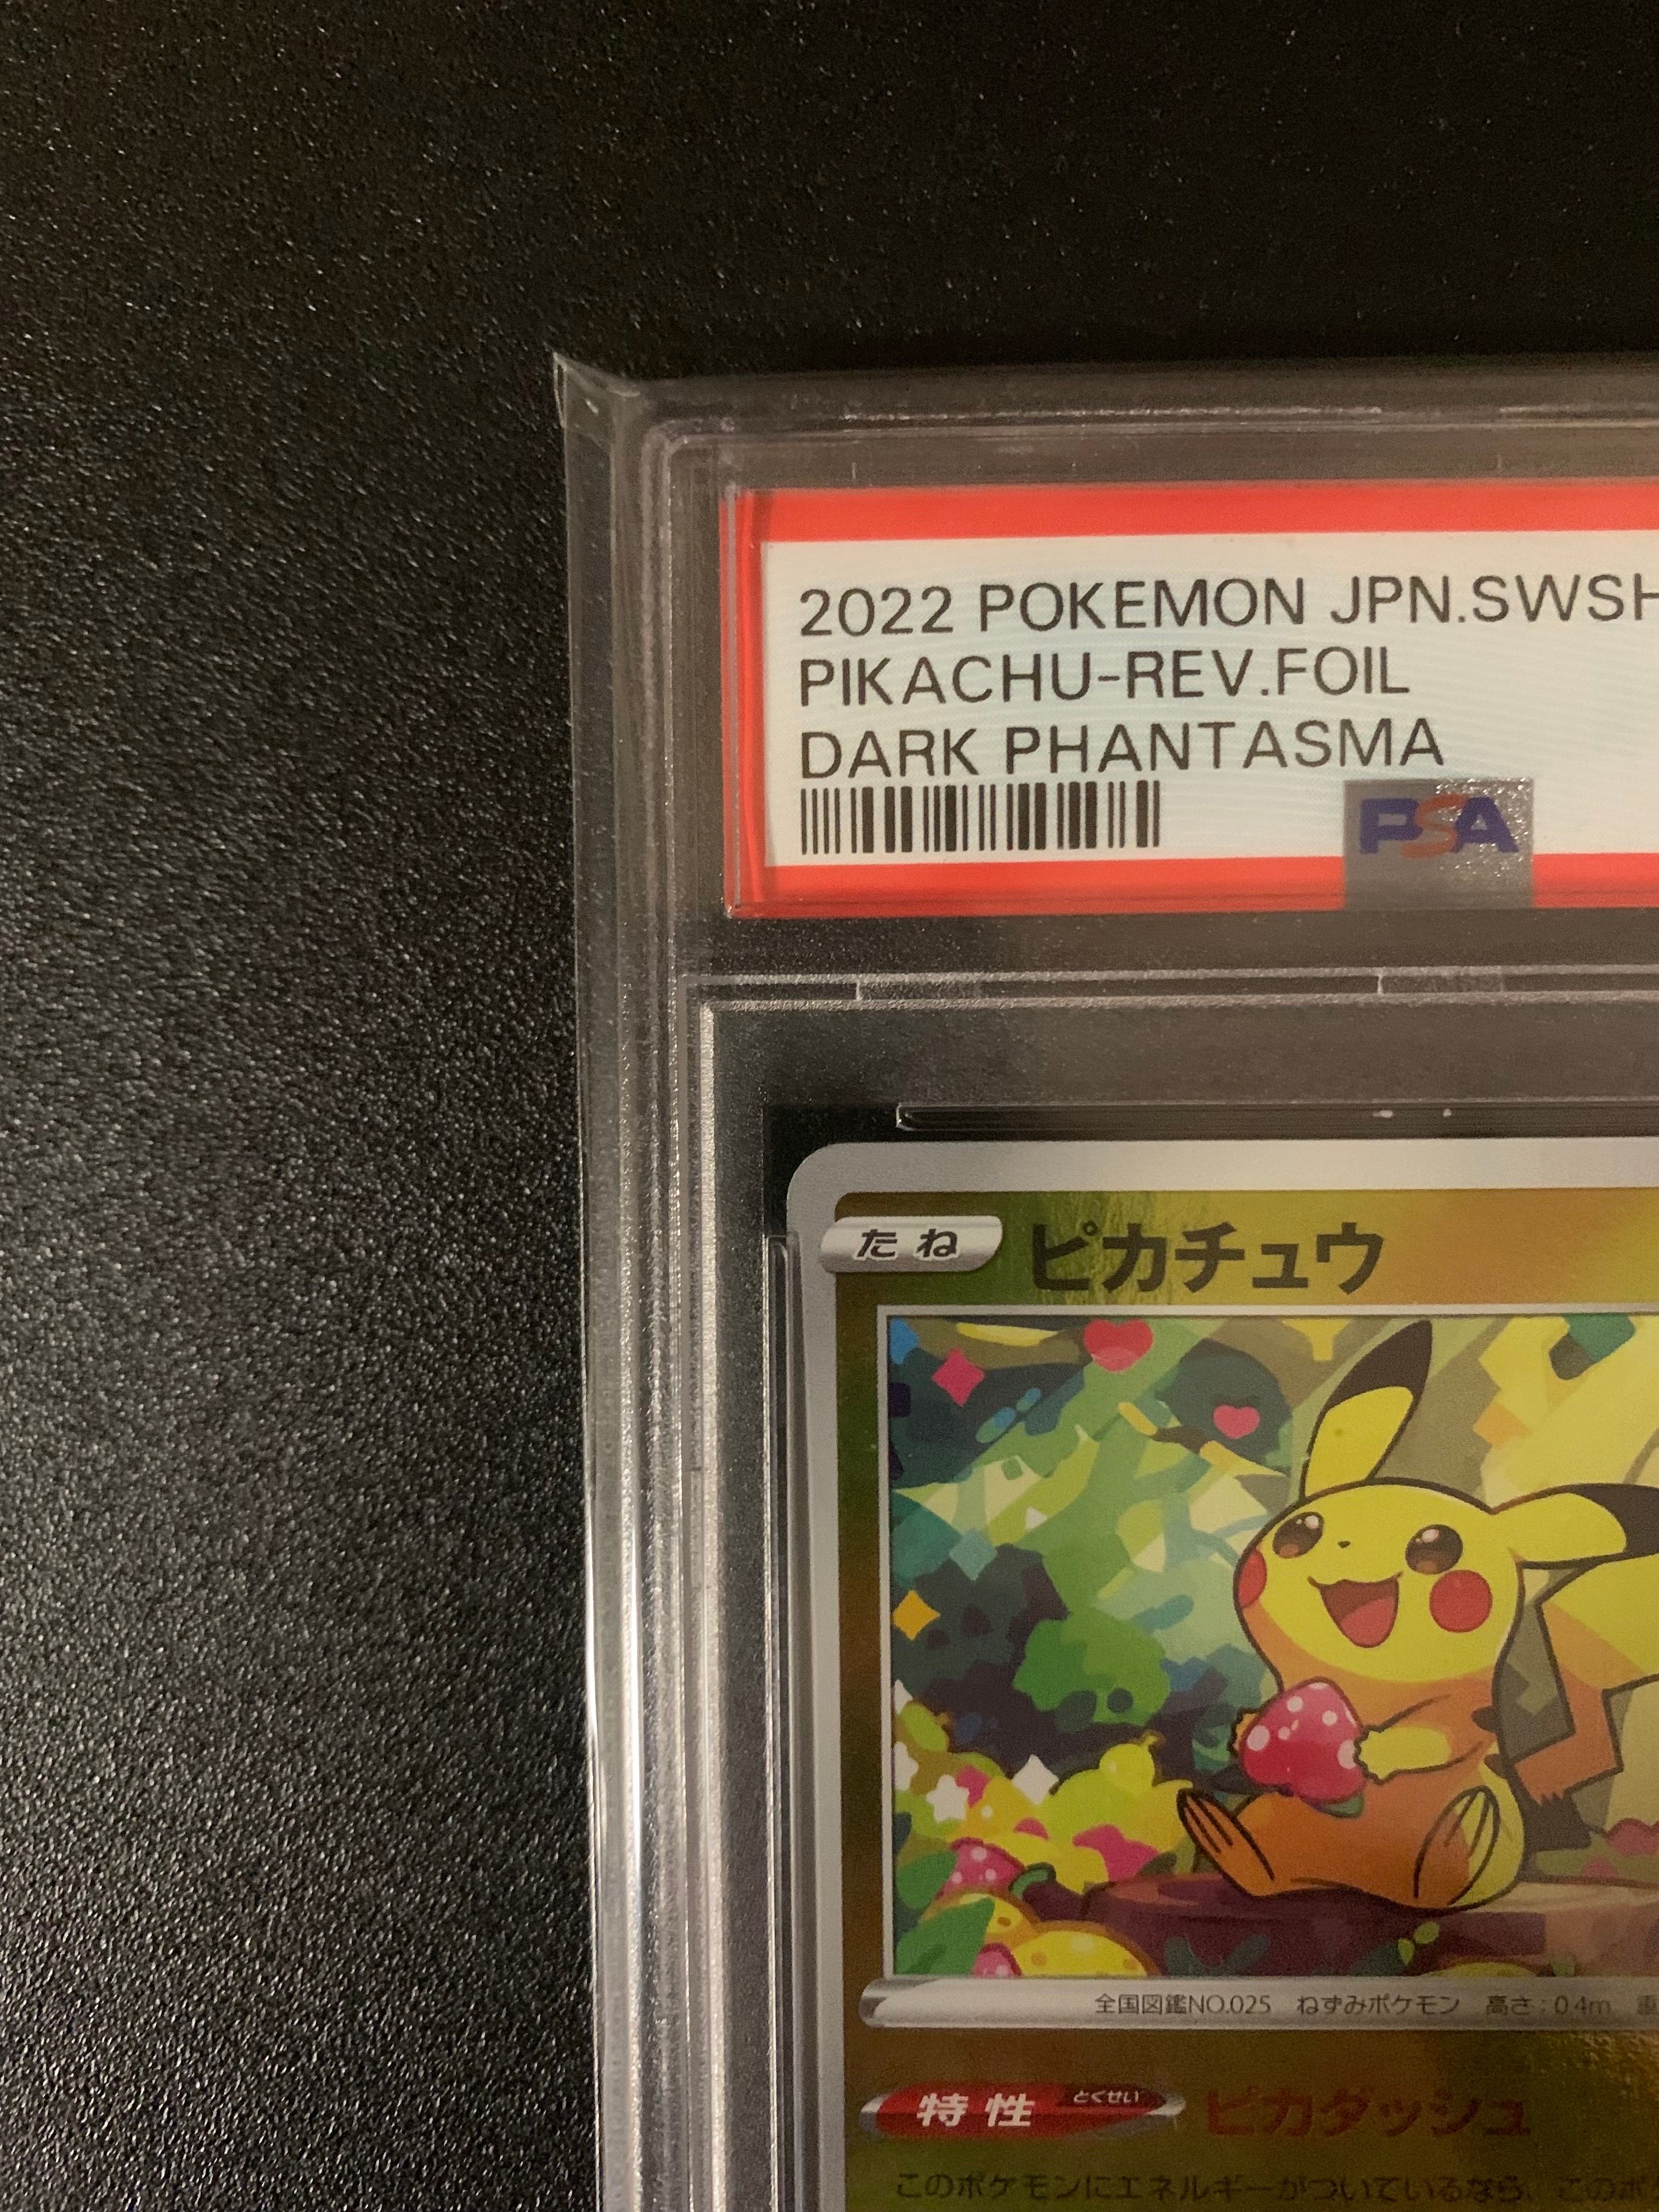 2022 POKEMON JPN.SWSH
PIKACHU-REV.FOIL
DARK PHANTASMA
PSA
たね ピカチュウ
全国図鑑NO.025 ねずみポケモン 高さ:0.4m 重
特性 とくせい ピカダッシュ
このポケモンにエネルギーがついているなら、このポ